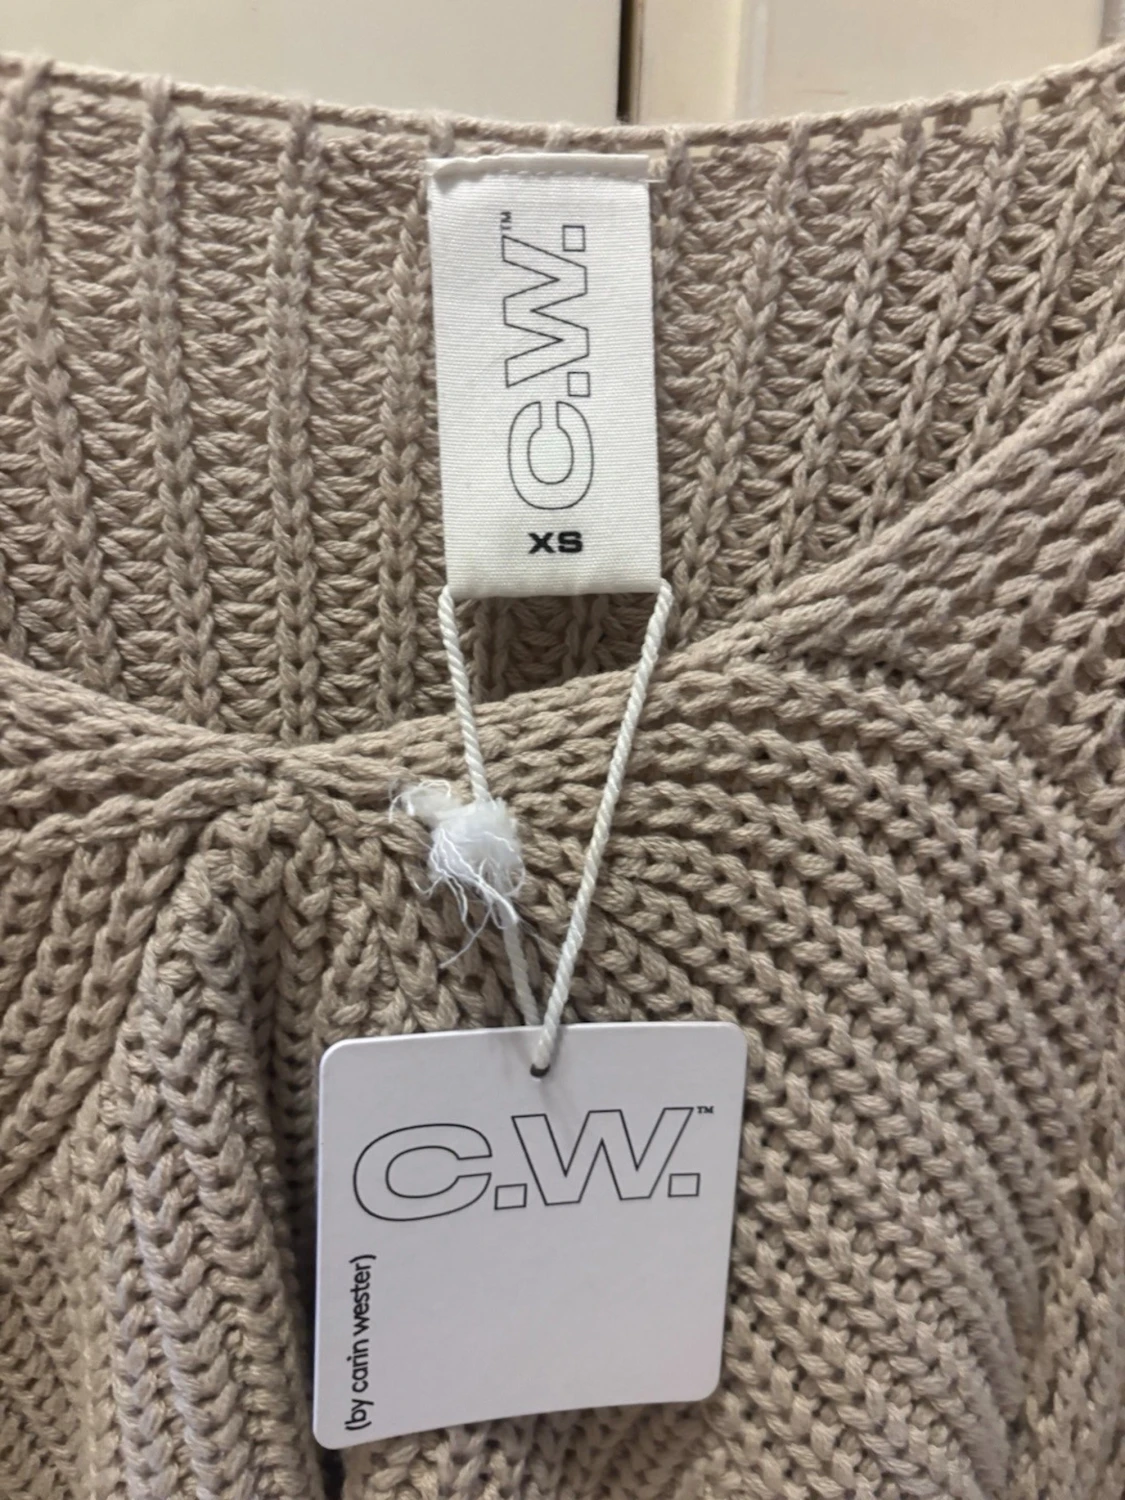 C.W.™
XS
C.W.™
(by carin wester)